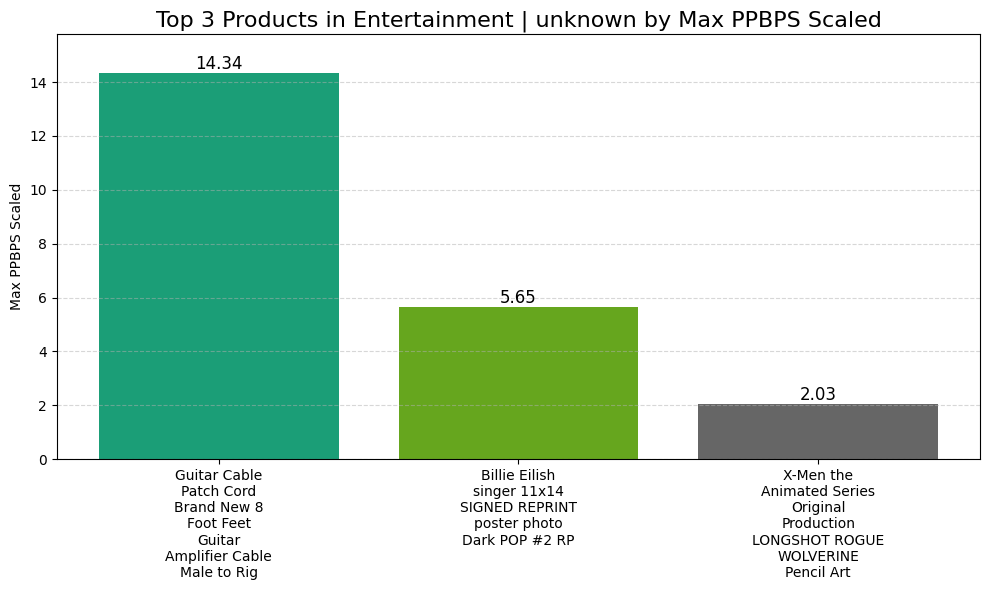 Top 3 Products in Entertainment | unknown by Max PPBPS Scaled
Max PPBPS Scaled
14
12
10
8
6
4
2
0
14.34
5.65
2.03
Guitar Cable
Patch Cord
Brand New 8
Foot Feet
Guitar
Amplifier Cable
Male to Rig
Billie Eilish
singer 11x14
SIGNED REPRINT
poster photo
Dark POP #2 RP
X-Men the
Animated Series
Original
Production
LONGSHOT ROGUE
WOLVERINE
Pencil Art